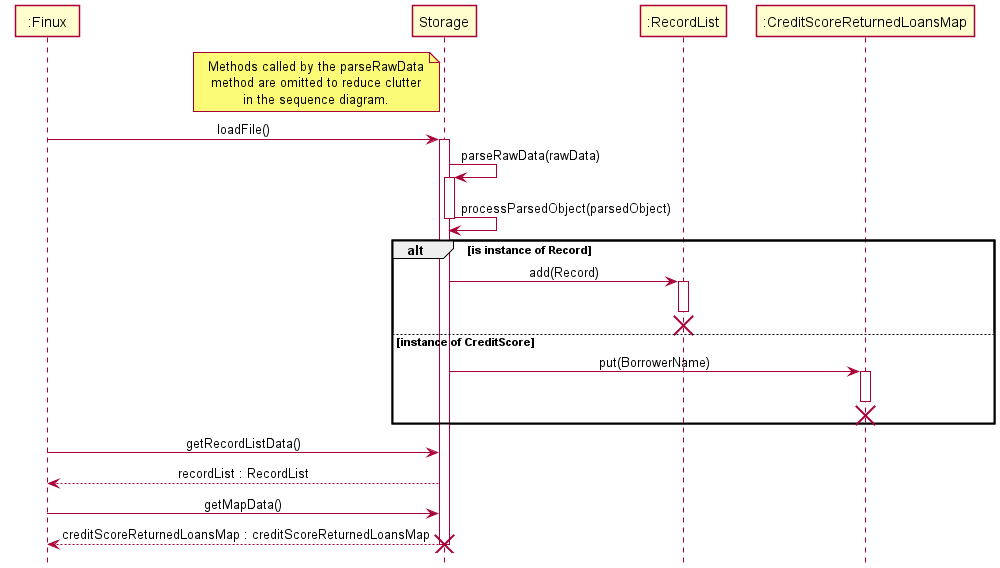 :Finux
Storage
:RecordList
:CreditScoreReturnedLoansMap
Methods called by the parseRawData
method are omitted to reduce clutter
in the sequence diagram.
loadFile()
parseRawData(rawData)
processParsedObject(parsedObject)
alt [is instance of Record]
add(Record)
[instance of CreditScore]
put(BorrowerName)
getRecordListData()
recordList : RecordList
getMapData()
creditScoreReturnedLoansMap : creditScoreReturnedLoansMap